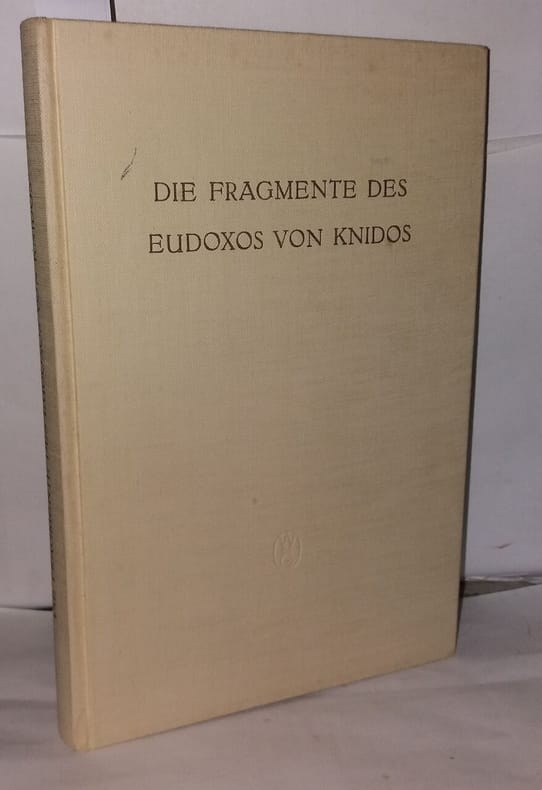 DIE FRAGMENTE DES
EUDOXOS VON KNIDOS